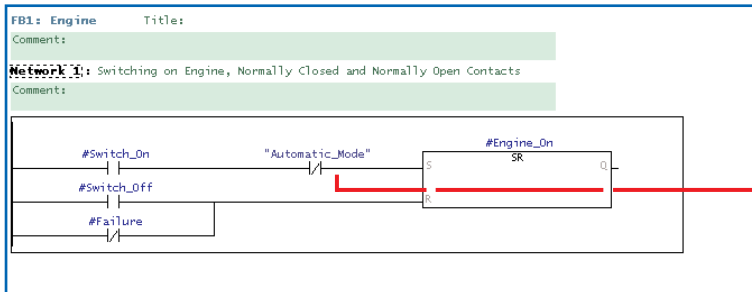 FB1: Engine Title:
Comment:
Network 1: Switching on Engine, Normally Closed and Normally Open Contacts
Comment:
#Engine_On
#Switch_On "Automatic_Mode" SR
S Q
#Switch_Off
R
#Failure